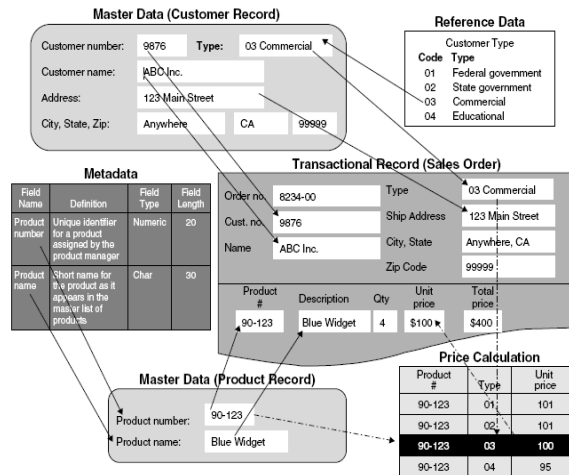 Master Data (Customer Record)
Customer number: 9876 Type: 03 Commercial
Customer name: ABC Inc.
Address: 123 Main Street
City, State, Zip: Anywhere CA 99999
Reference Data
Customer Type
Code Type
01 Federal government
02 State government
03 Commercial
04 Educational
Metadata
Field Name Definition Field Type Field Length
Product number Unique identifier for a product assigned by the product manager Numeric 20
Product name Short name for the product as it appears in the master list of products Char 30
Transactional Record (Sales Order)
Order no. 8234-00 Type 03 Commercial
Cust. no. 9876 Ship Address 123 Main Street
Name ABC Inc. City, State Anywhere, CA
Zip Code 99999
Product # Description Qty Unit price Total price
90-123 Blue Widget 4 $100 $400
Master Data (Product Record)
Product number: 90-123
Product name: Blue Widget
Price Calculation
Product # Type Unit price
90-123 01 101
90-123 02 101
90-123 03 100
90-123 04 95